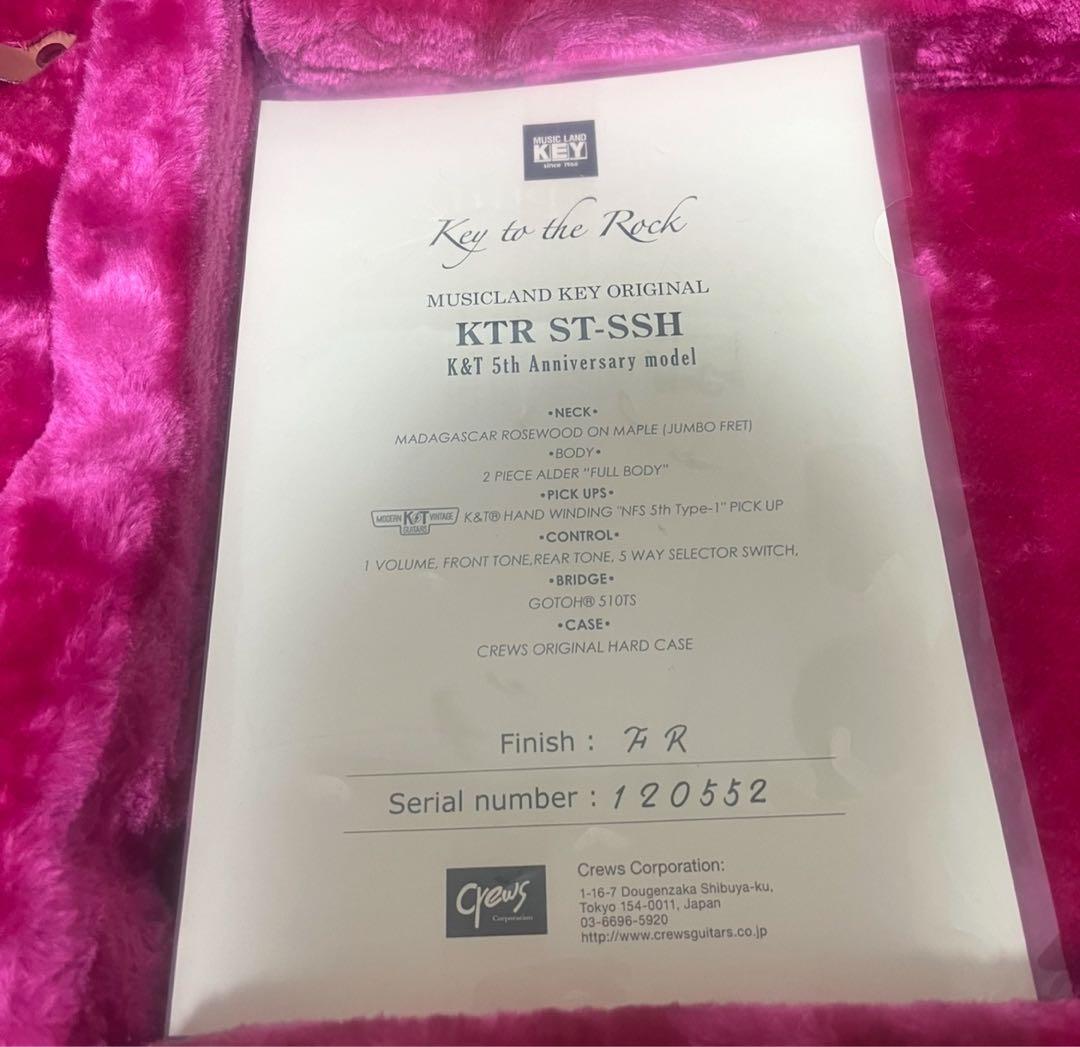 MUSIC LAND
KEY
since 1956
Key to the Rock
MUSICLAND KEY ORIGINAL
KTR ST-SSH
K&T 5th Anniversary model
•NECK•
MADAGASCAR ROSEWOOD ON MAPLE (JUMBO FRET)
•BODY•
2 PIECE ALDER "FULL BODY"
•PICK UPS•
MODERN K&T VINTAGE GUITARS K&T® HAND WINDING "NFS 5th Type-1" PICK UP
•CONTROL•
1 VOLUME, FRONT TONE,REAR TONE, 5 WAY SELECTOR SWITCH,
•BRIDGE•
GOTOH® 510TS
•CASE•
CREWS ORIGINAL HARD CASE
Finish : FR
Serial number : 120552
Crews
Corporation
Crews Corporation:
1-16-7 Dougenzaka Shibuya-ku,
Tokyo 154-0011, Japan
03-6696-5920
http://www.crewsguitars.co.jp